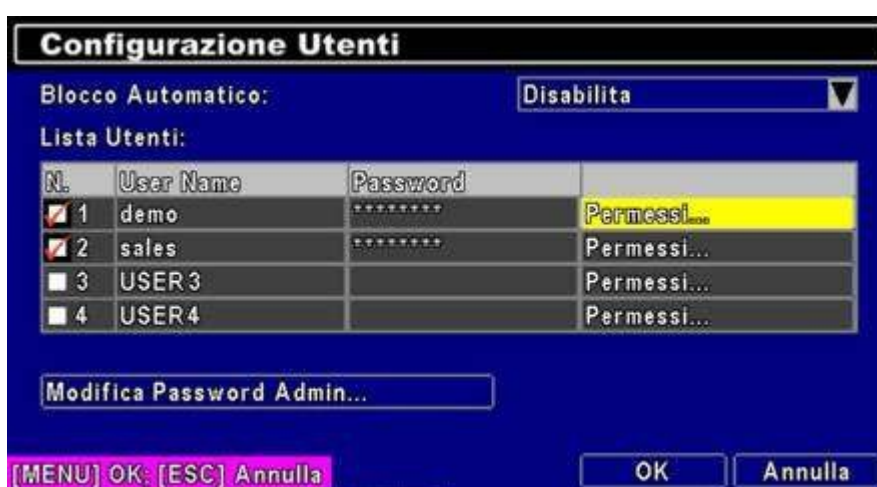 Configurazione Utenti
Blocco Automatico: Disabilita
Lista Utenti:
N. User Name Password
1 demo ******** Permessi...
2 sales ******** Permessi...
3 USER3 Permessi...
4 USER4 Permessi...
Modifica Password Admin...
[MENU] OK: [ESC] Annulla OK Annulla